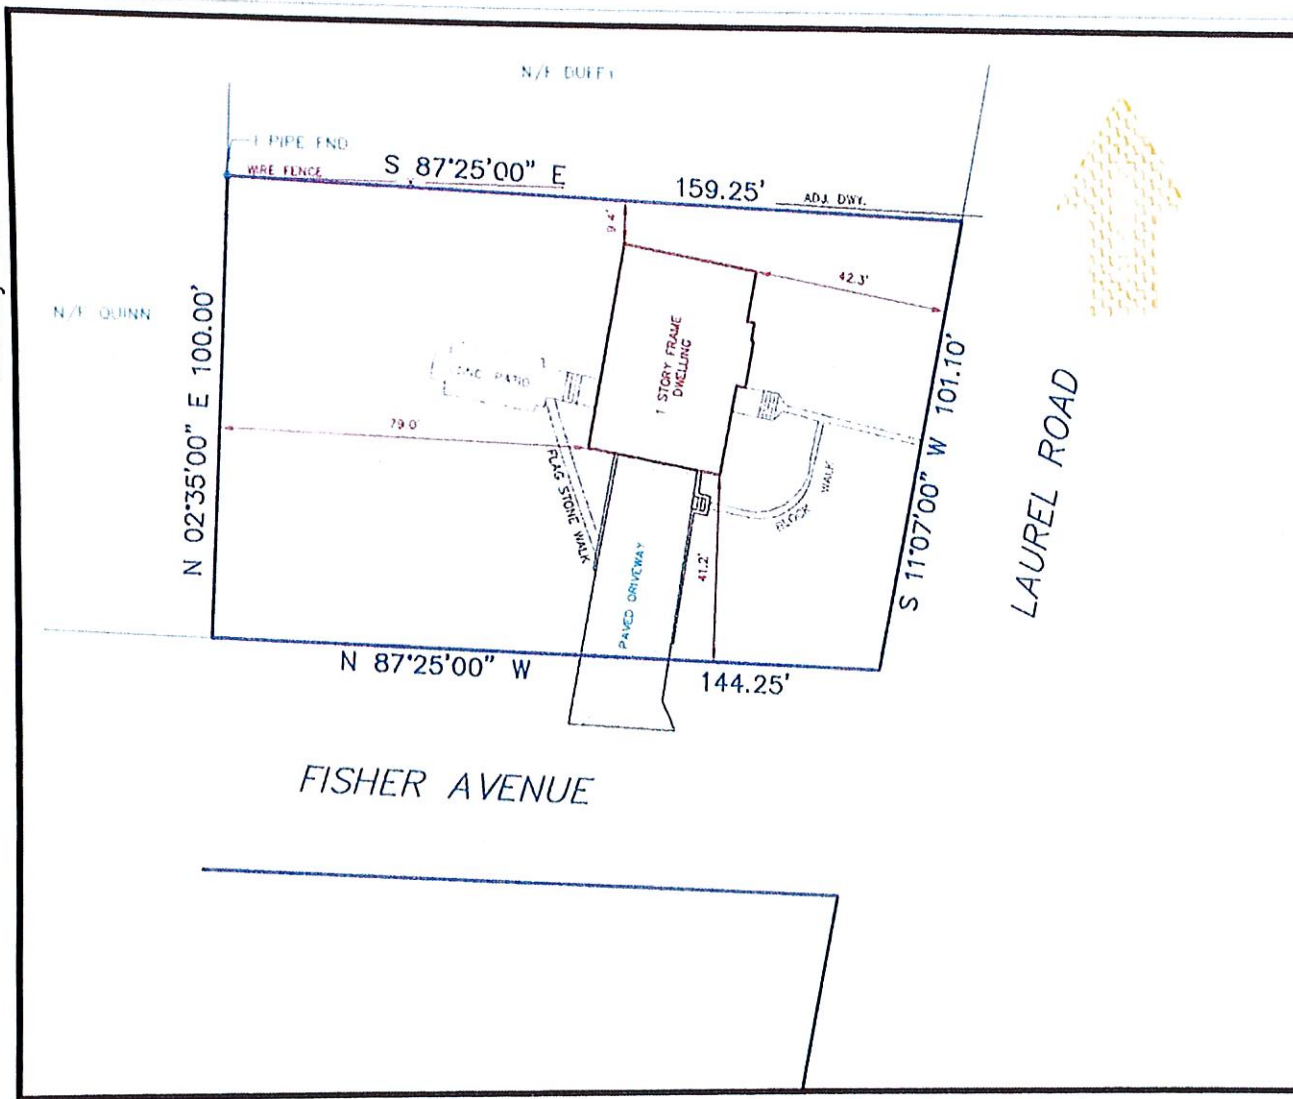 N/F DUFFY
1 PIPE FND
WIRE FENCE
S 87°25'00" E
159.25'
ADJ. DWY.
9.4'
42.3'
N/F QUINN
N 02°35'00" E 100.00'
1 STORY FRAME
DWELLING
CONC PATIO
79.0'
FLAG STONE WALK
BLOCK WALK
S 11°07'00" W 101.10'
LAUREL ROAD
PAVED DRIVEWAY
41.2'
N 87°25'00" W
144.25'
FISHER AVENUE